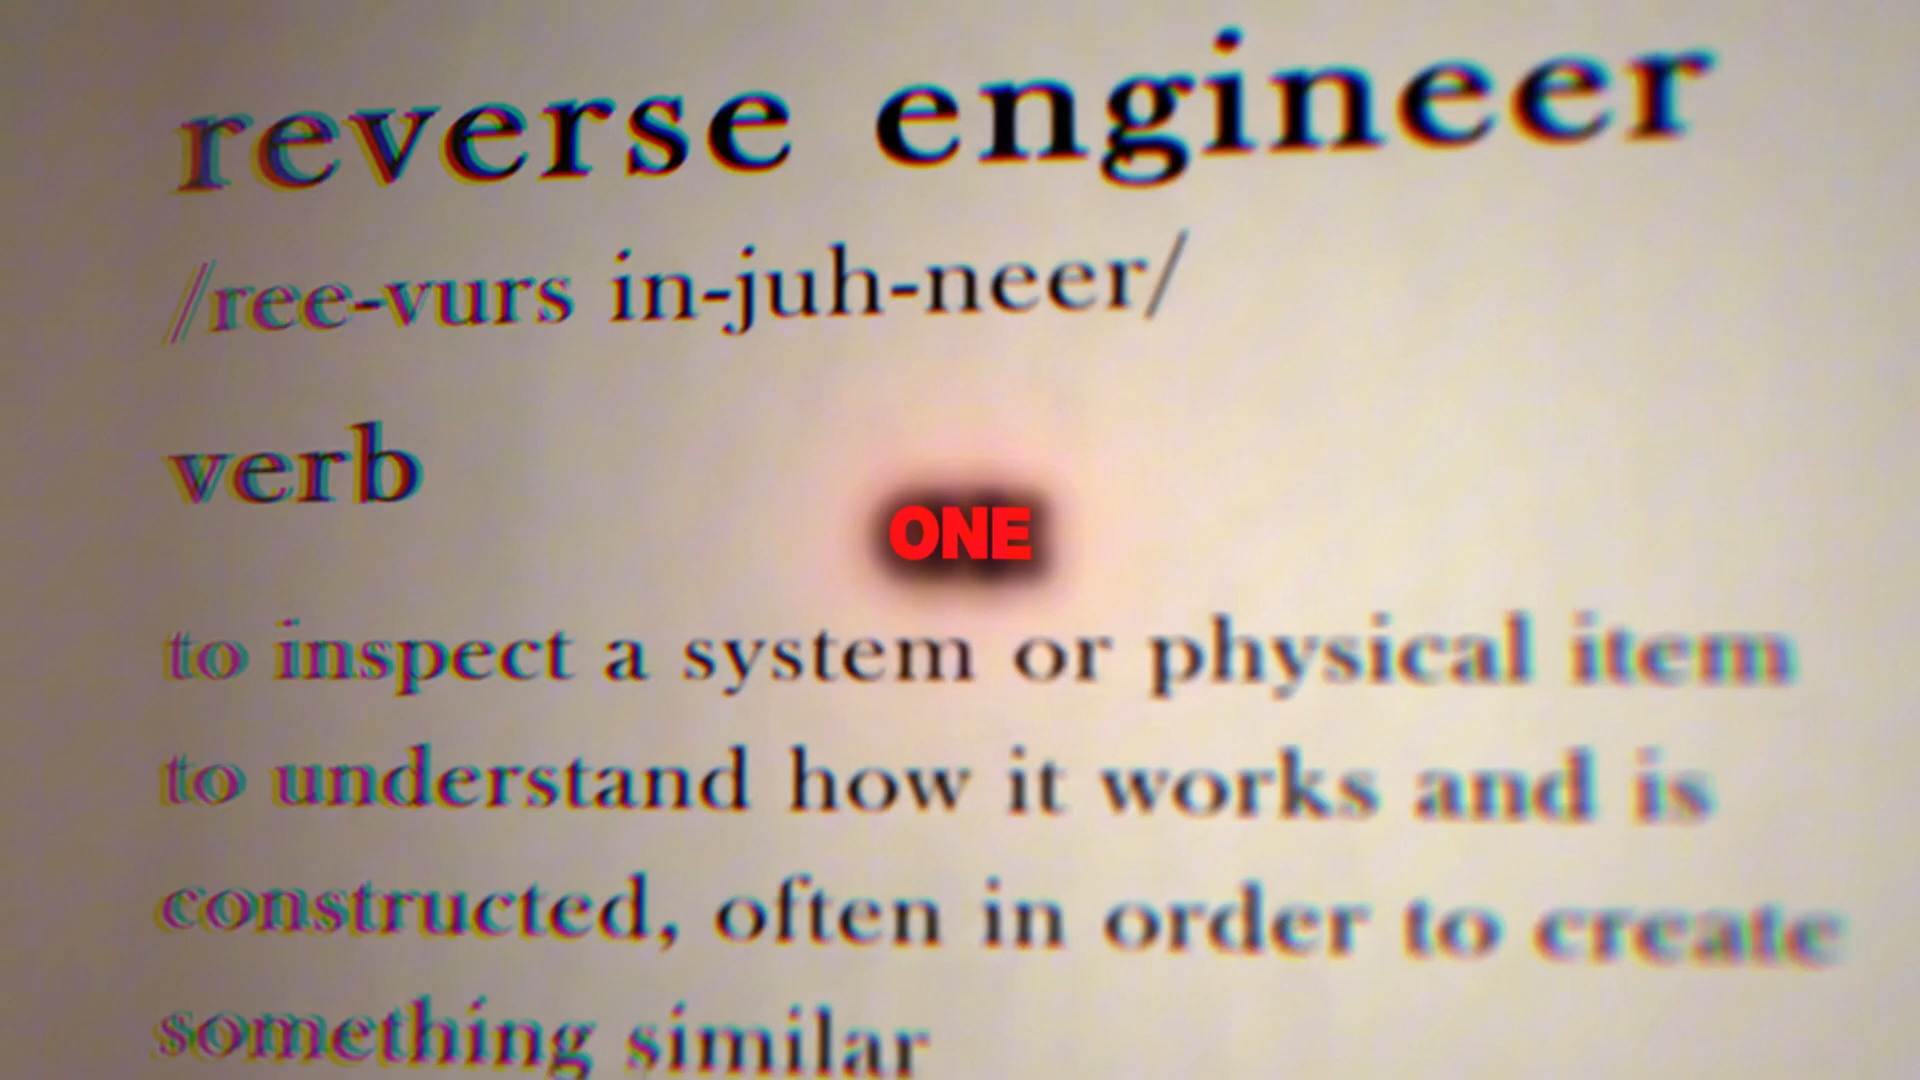 reverse engineer
/ree-vurs in-juh-neer/
verb
ONE
to inspect a system or physical item
to understand how it works and is
constructed, often in order to create
something similar